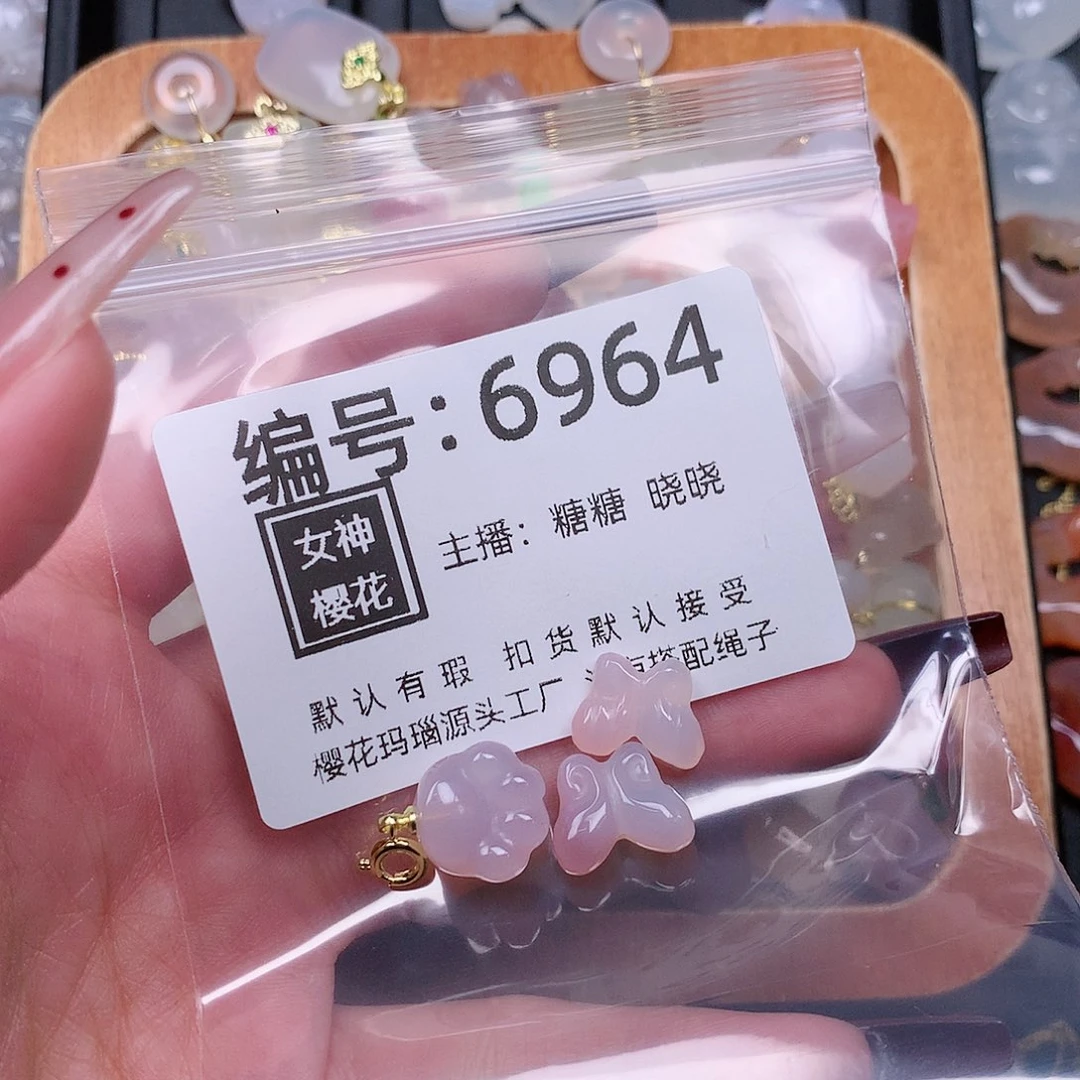 编号:6964
女神
樱花
主播: 糖糖 晓晓
默认有瑕 扣货默认接受
樱花玛瑙源头工厂 搭配绳子